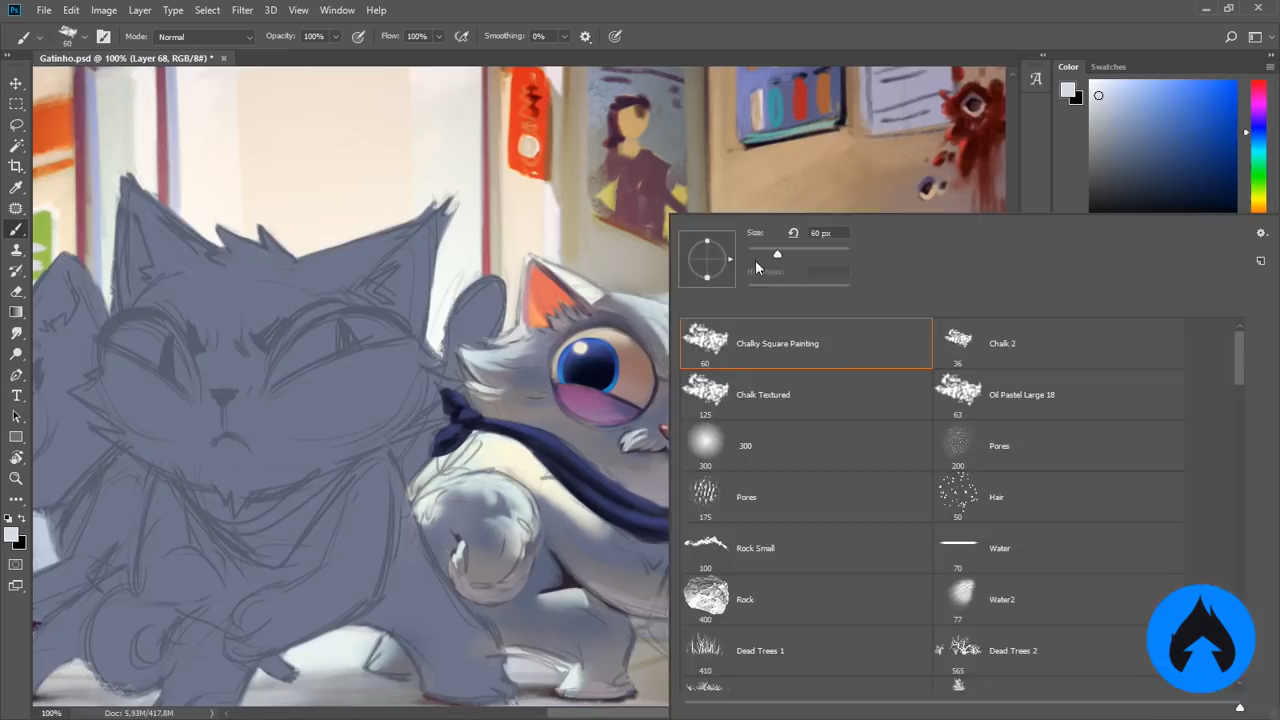 Ps File Edit Image Layer Type Select Filter 3D View Window Help
60 Mode: Normal Opacity: 100% Flow: 100% Smoothing: 0%
Gatinho.psd @ 100% (Layer 68, RGB/8#) * ×
Color Swatches
Size: 60 px
Hardness:
Chalky Square Painting
60
Chalk 2
36
Chalk Textured
125
Oil Pastel Large 18
63
300
300
Pores
200
Pores
175
Hair
50
Rock Small
100
Water
70
Rock
400
Water2
77
Dead Trees 1
410
Dead Trees 2
565
100% Doc: 5,93M/417,8M